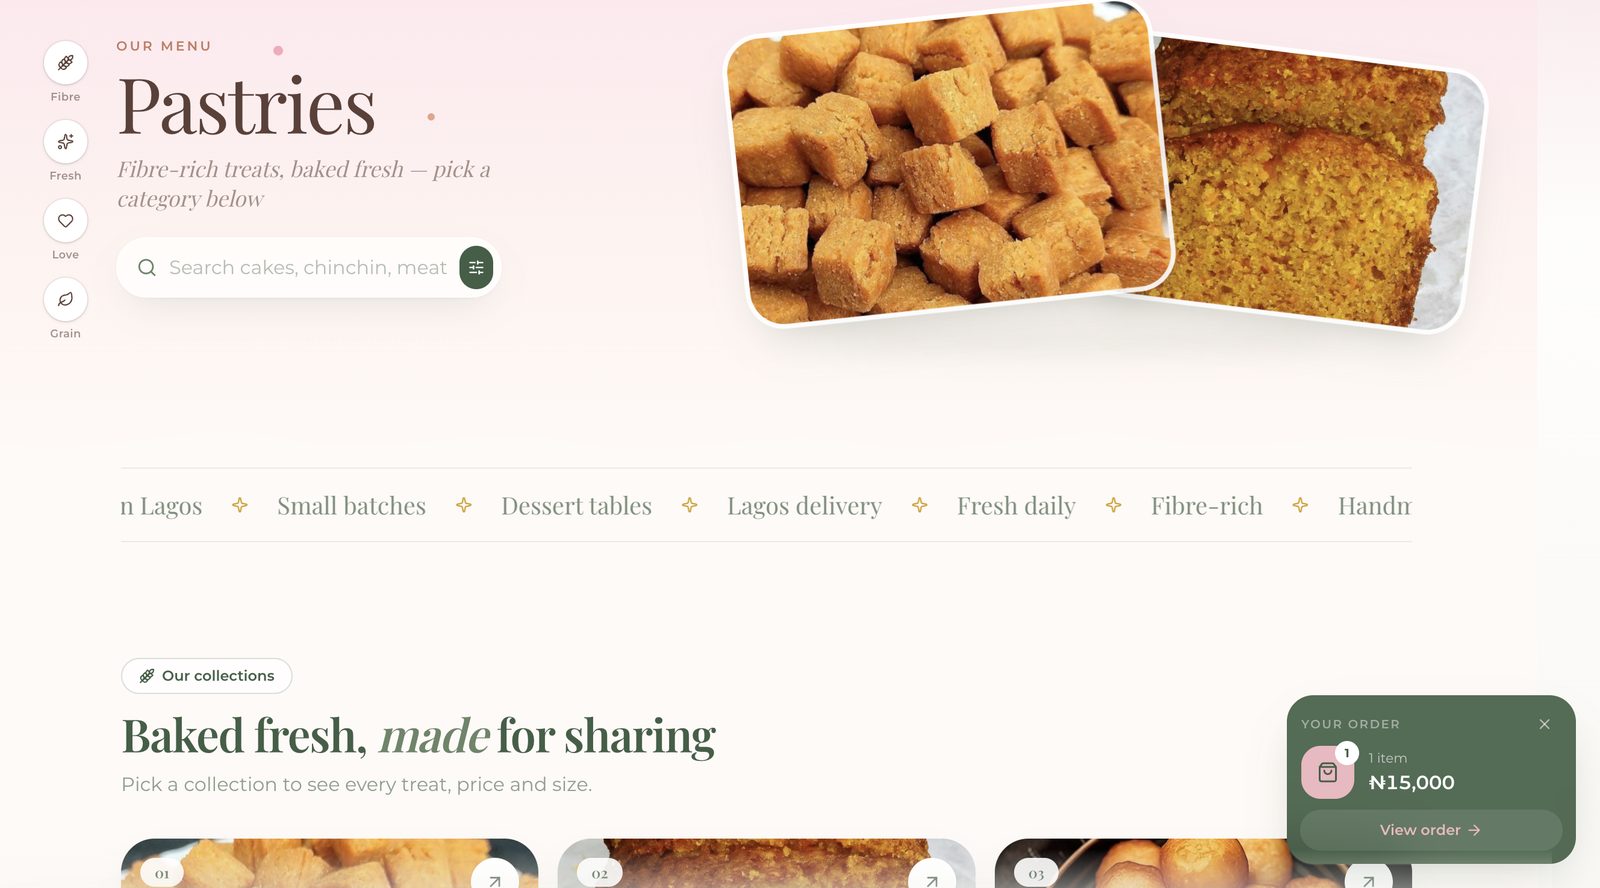 OUR MENU
Pastries
Fibre-rich treats, baked fresh — pick a
category below
Search cakes, chinchin, meat
Fibre
Fresh
Love
Grain
n Lagos
Small batches
Dessert tables
Lagos delivery
Fresh daily
Fibre-rich
Handm
Our collections
Baked fresh, made for sharing
Pick a collection to see every treat, price and size.
01
02
03
YOUR ORDER
1
1 item
₦15,000
View order →